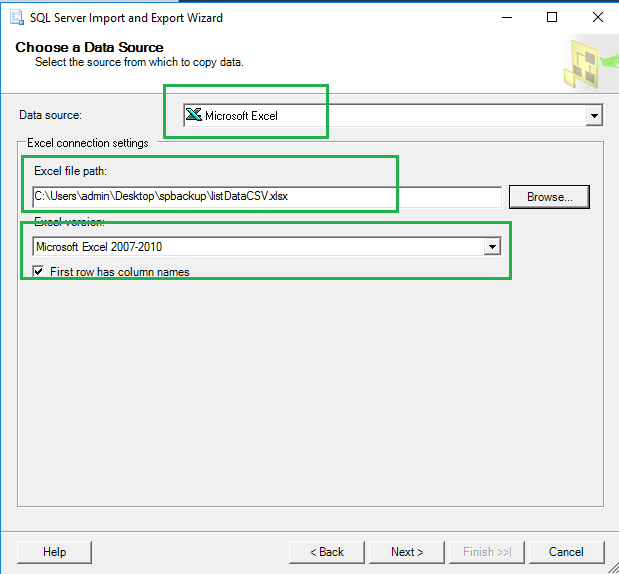 SQL Server Import and Export Wizard
Choose a Data Source
Select the source from which to copy data.
Data source:
Microsoft Excel
Excel connection settings
Excel file path:
C:\Users\admin\Desktop\spbackup\listDataCSV.xlsx
Browse...
Excel version:
Microsoft Excel 2007-2010
First row has column names
Help
< Back
Next >
Finish >>|
Cancel